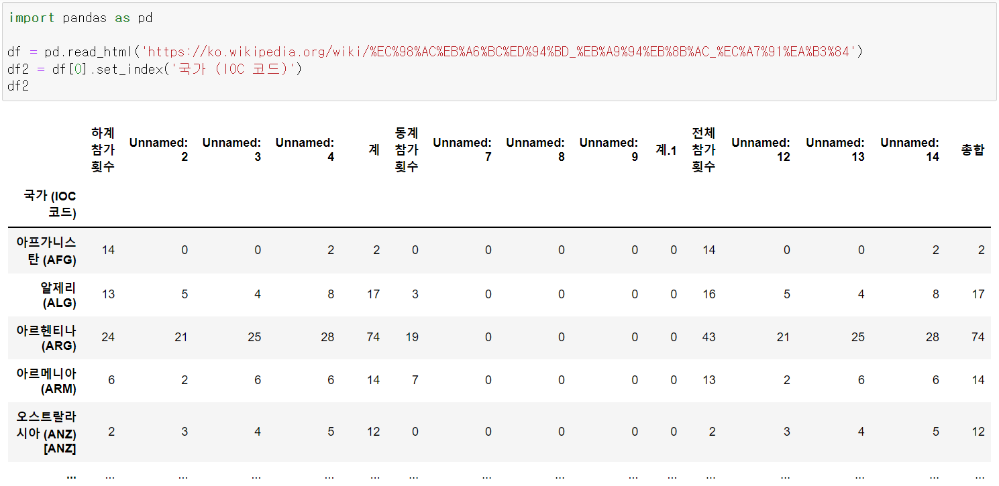 import pandas as pd
df = pd.read_html('https://ko.wikipedia.org/wiki/%EC%98%AC%EB%A6%BC%ED%94%BD_%EB%A9%94%EB%8B%AC_%EC%A7%91%EA%B3%84')
df2 = df[0].set_index('국가 (IOC 코드)')
df2
하계 참가 횟수 Unnamed: 2 Unnamed: 3 Unnamed: 4 계 동계 참가 횟수 Unnamed: 7 Unnamed: 8 Unnamed: 9 계.1 전체 참가 횟수 Unnamed: 12 Unnamed: 13 Unnamed: 14 총합
국가 (IOC 코드)
아프가니스탄 (AFG) 14 0 0 2 2 0 0 0 0 0 14 0 0 2 2
알제리 (ALG) 13 5 4 8 17 3 0 0 0 0 16 5 4 8 17
아르헨티나 (ARG) 24 21 25 28 74 19 0 0 0 0 43 21 25 28 74
아르메니아 (ARM) 6 2 6 6 14 7 0 0 0 0 13 2 6 6 14
오스트랄라시아 (ANZ) [ANZ] 2 3 4 5 12 0 0 0 0 0 2 3 4 5 12
... ... ... ... ... ... ... ... ... ... ... ... ... ... ... ...